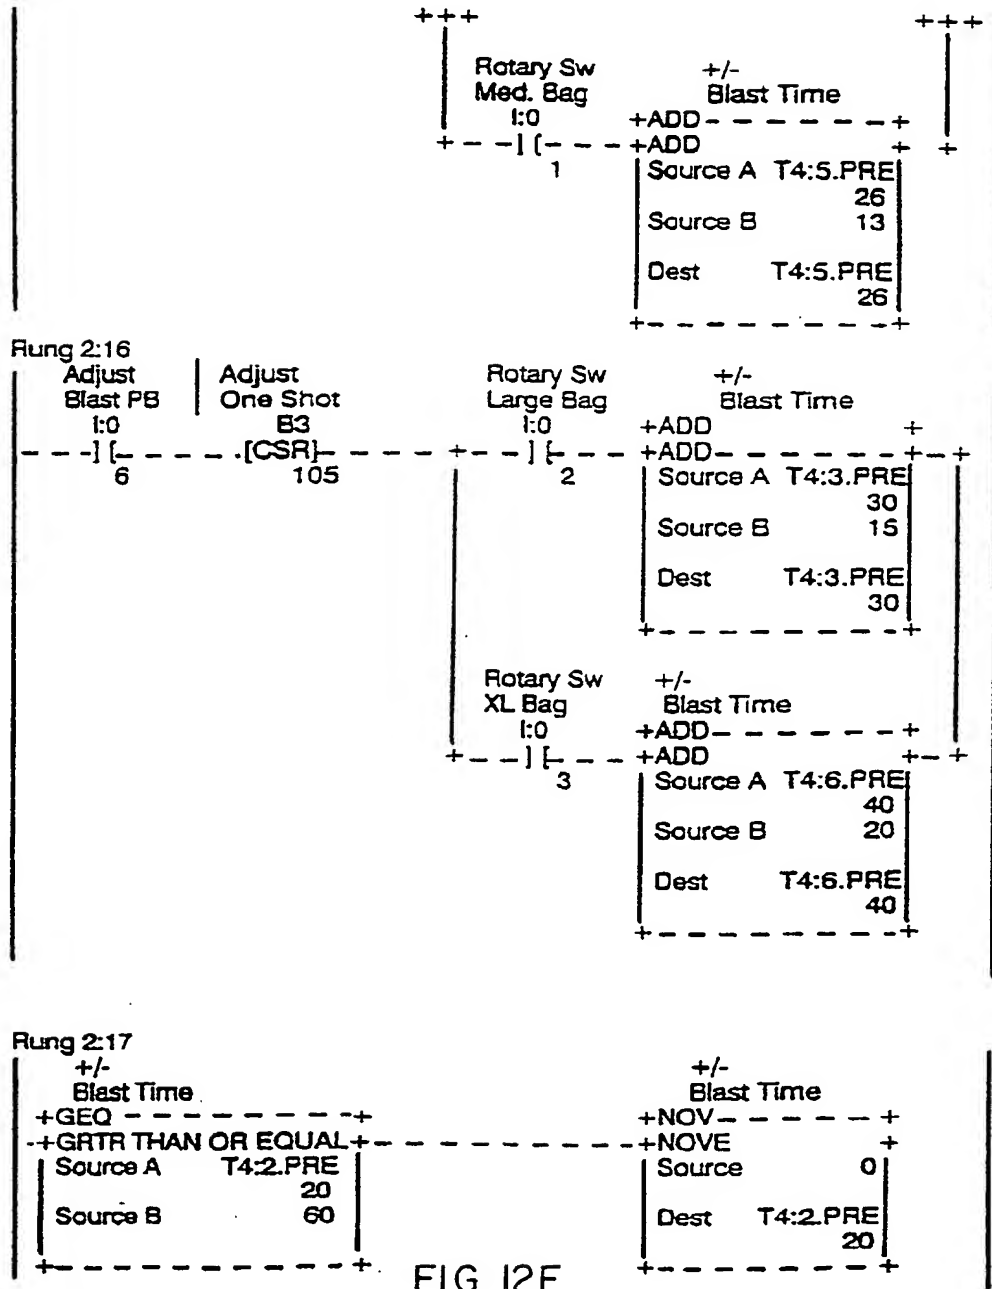 +++ +++
Rotary Sw +/-
Med. Bag Blast Time
I:0 +ADD- - - - - - - +
+ - -] [- - - +ADD + +
1 Source A T4:5.PRE
26
Source B 13
Dest T4:5.PRE
26
+- - - - - - -+
Rung 2:16
Adjust Adjust Rotary Sw +/-
Blast PB One Shot Large Bag Blast Time
I:0 B3 I:0 +ADD +
- - -] [- - - - .[CSR]- - - - + - -] [- - - +ADD- - - - - - - +-+
6 105 2 Source A T4:3.PRE
30
Source B 15
Dest T4:3.PRE
30
+- - - - - - - +
Rotary Sw +/-
XL Bag Blast Time
I:0 +ADD- - - - - - - +
+ - -] [- - - +ADD +- +
3 Source A T4:6.PRE
40
Source B 20
Dest T4:6.PRE
40
+ - - - - - - -+
Rung 2:17
+/- +/-
Blast Time Blast Time
+GEQ - - - - - - -+ +NOV- - - - - +
-+GRTR THAN OR EQUAL+- - - - - - - - +NOVE +
Source A T4:2.PRE Source 0
20
Source B 60 Dest T4:2.PRE
20
+- - - - - - - - + +- - - - - - +
FIG 12F